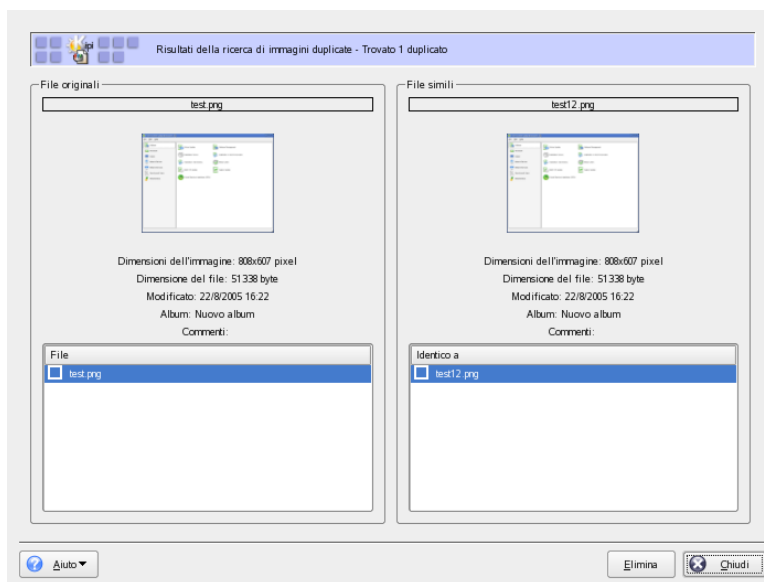 Risultati della ricerca di immagini duplicate - Trovato 1 duplicato
File originali
test.png
Dimensioni dell'immagine: 808x607 pixel
Dimensione del file: 51338 byte
Modificato: 22/8/2005 16:22
Album: Nuovo album
Commenti:
File
test.png
File simili
test12.png
Dimensioni dell'immagine: 808x607 pixel
Dimensione del file: 51338 byte
Modificato: 22/8/2005 16:22
Album: Nuovo album
Commenti:
Identico a
test12.png
Aiuto
Elimina
Chiudi